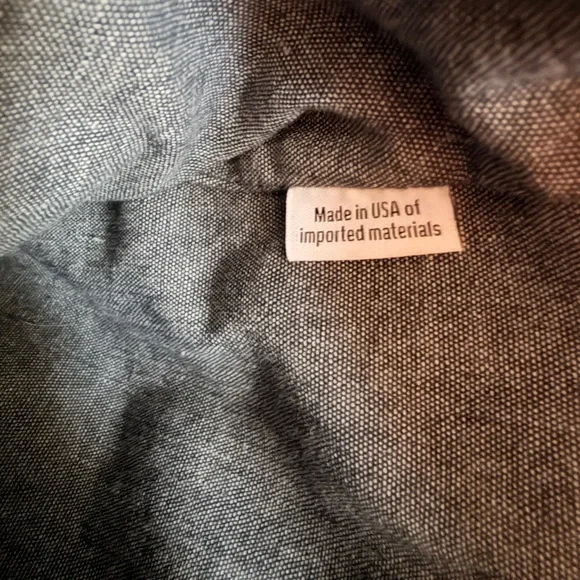 Made in USA of
imported materials